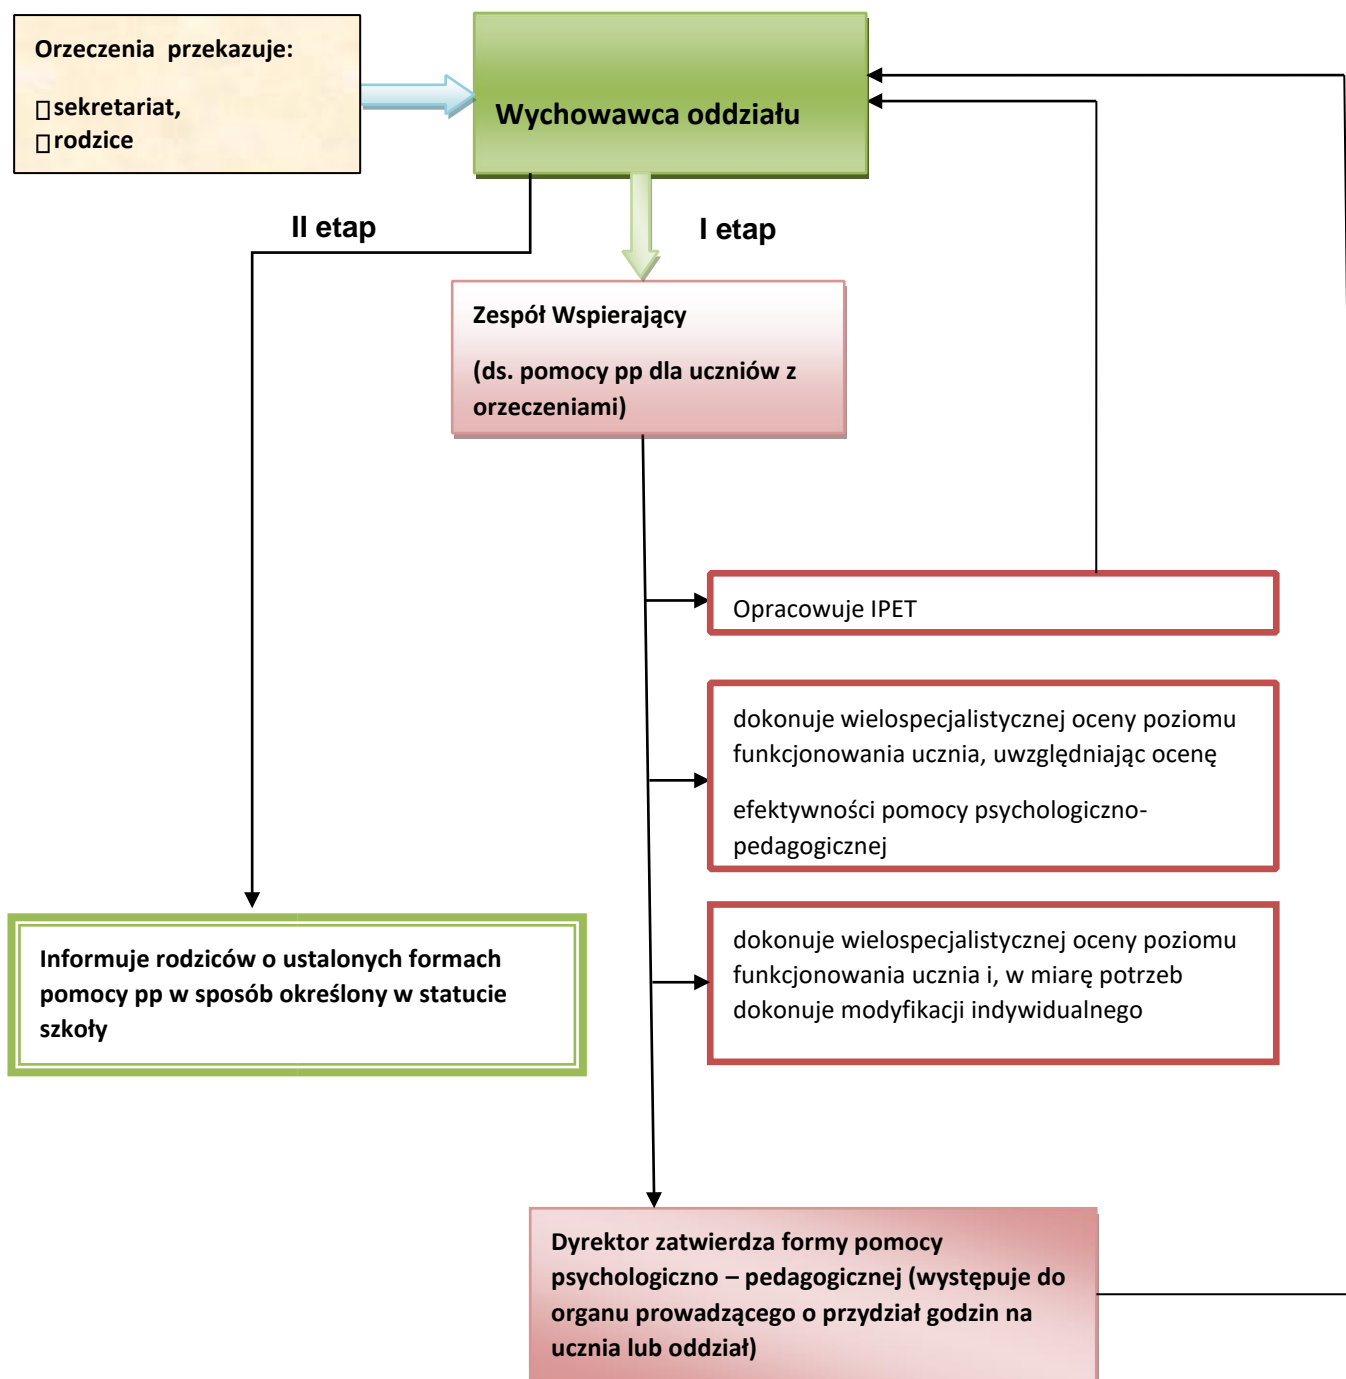 Orzeczenia przekazuje:
□ sekretariat,
□ rodzice
Wychowawca oddziału
II etap
I etap
Zespół Wspierający
(ds. pomocy pp dla uczniów z
orzeczeniami)
Opracowuje IPET
dokonuje wielospecjalistycznej oceny poziomu
funkcjonowania ucznia, uwzględniając ocenę
efektywności pomocy psychologiczno-
pedagogicznej
Informuje rodziców o ustalonych formach
pomocy pp w sposób określony w statucie
szkoły
dokonuje wielospecjalistycznej oceny poziomu
funkcjonowania ucznia i, w miarę potrzeb
dokonuje modyfikacji indywidualnego
Dyrektor zatwierdza formy pomocy
psychologiczno – pedagogicznej (występuje do
organu prowadzącego o przydział godzin na
ucznia lub oddział)